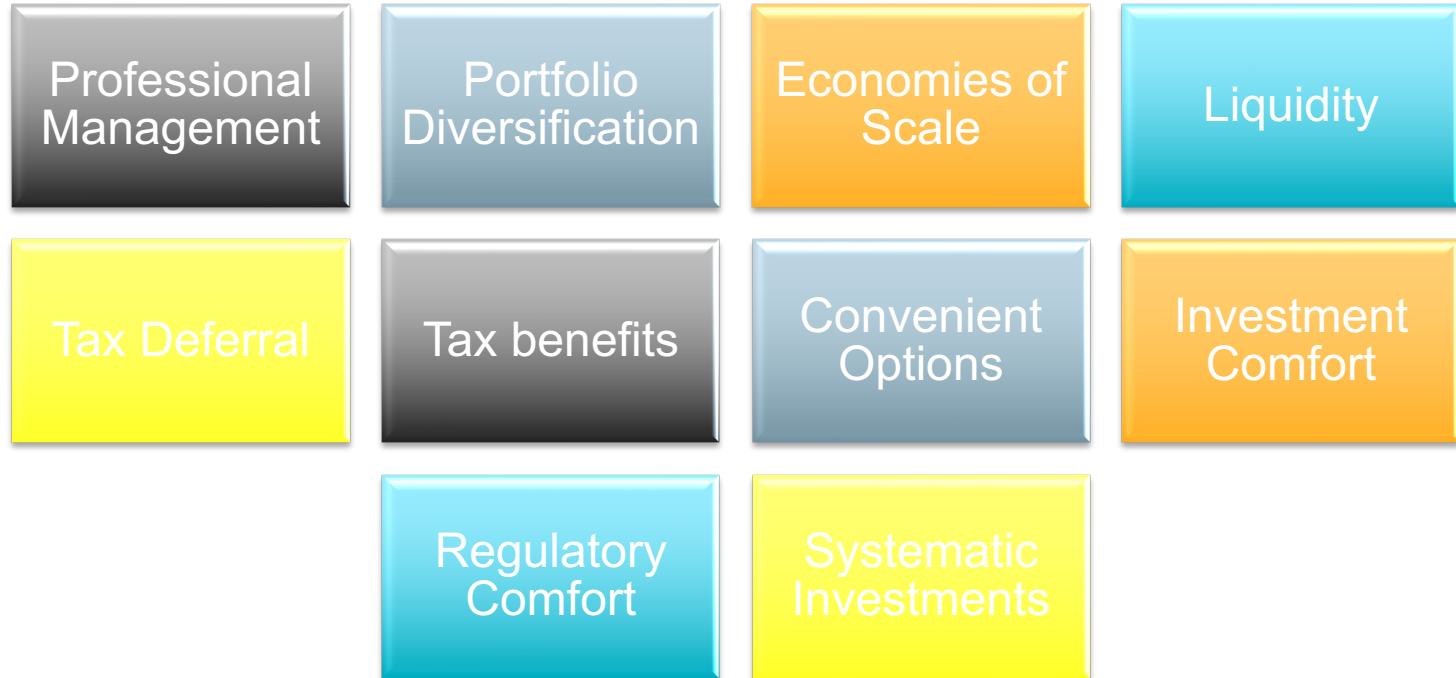 Professional
Management
Portfolio
Diversification
Economies of
Scale
Liquidity
Tax Deferral
Tax benefits
Convenient
Options
Investment
Comfort
Regulatory
Comfort
Systematic
Investments